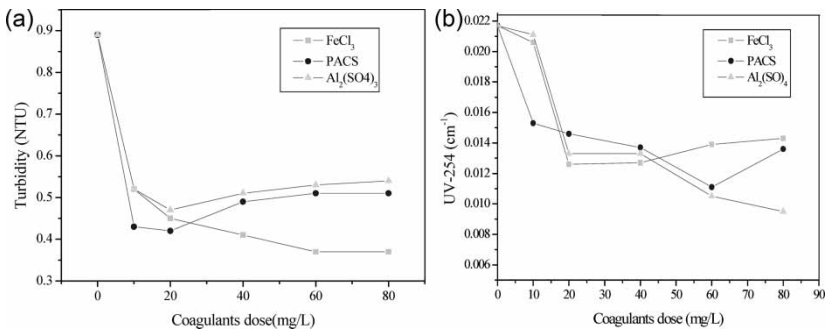 (a)
0.9
0.8
0.7
0.6
0.5
0.4
0.3
Turbidity (NTU)
FeCl₃
PACS
Al₂(SO4)₃
0 20 40 60 80
Coagulants dose(mg/L)
(b)
0.022
0.020
0.018
0.016
0.014
0.012
0.010
0.008
0.006
UV-254 (cm⁻¹)
FeCl₃
PACS
Al₂(SO)₄
0 10 20 30 40 50 60 70 80 90
Coagulants dose (mg/L)